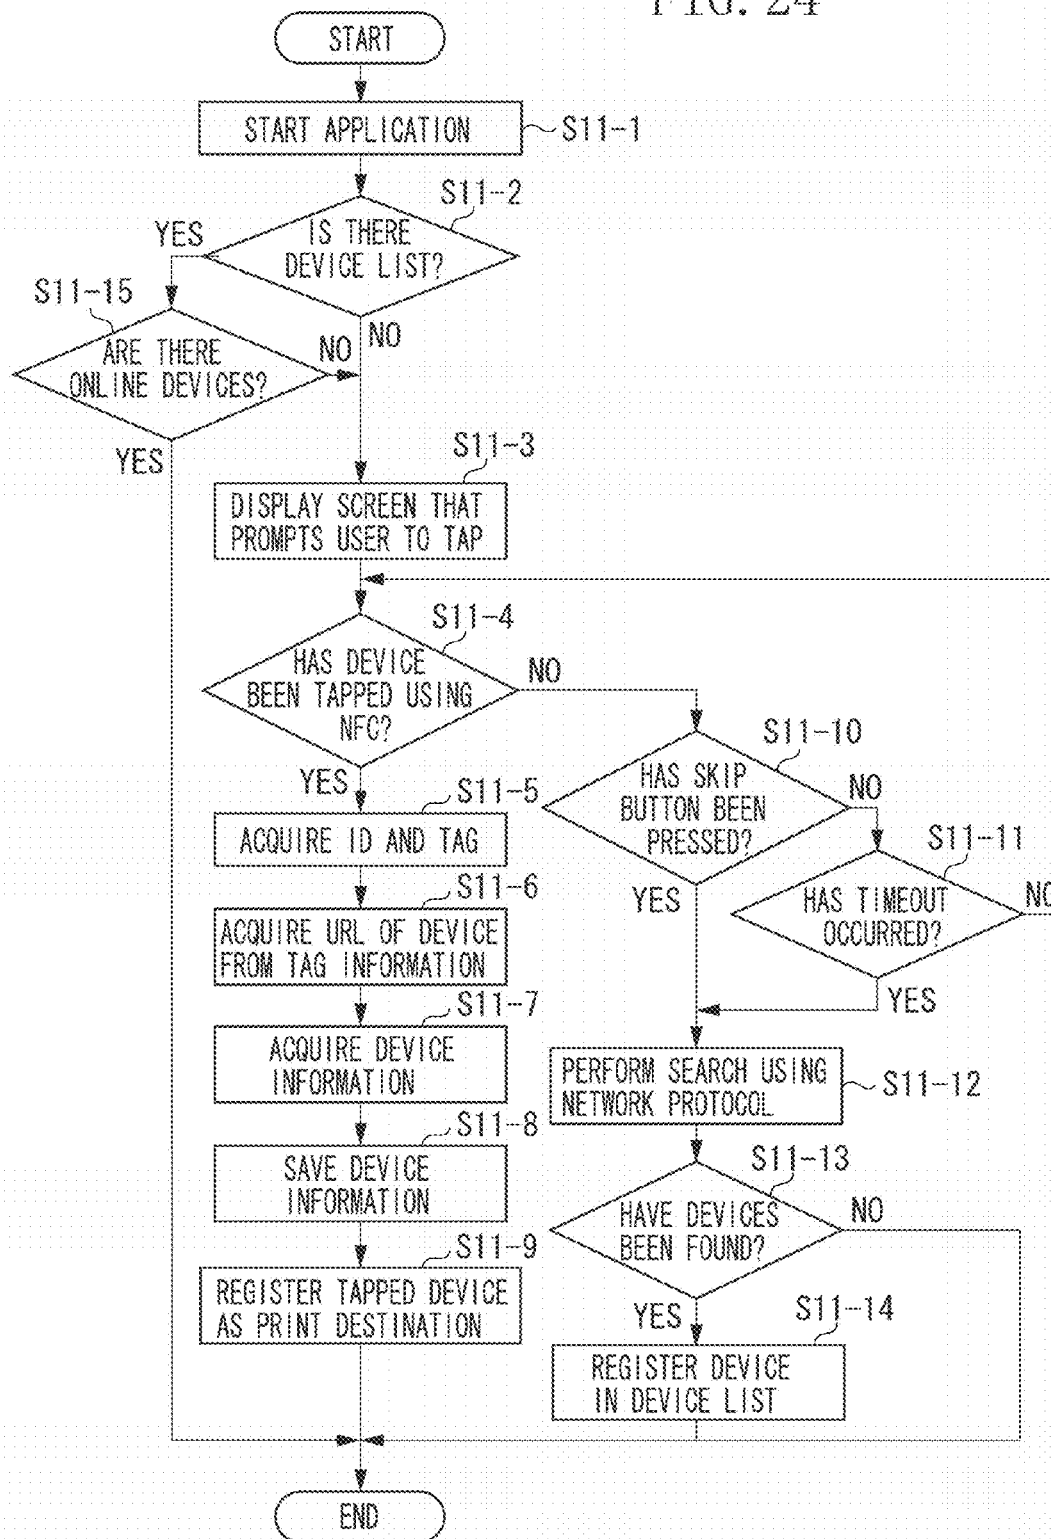 FIG. 24
START
START APPLICATION
S11-1
S11-2
IS THERE
DEVICE LIST?
YES
NO
S11-15
ARE THERE
ONLINE DEVICES?
NO
YES
S11-3
DISPLAY SCREEN THAT
PROMPTS USER TO TAP
S11-4
HAS DEVICE
BEEN TAPPED USING
NFC?
NO
YES
S11-10
HAS SKIP
BUTTON BEEN
PRESSED?
NO
YES
S11-5
ACQUIRE ID AND TAG
S11-11
HAS TIMEOUT
OCCURRED?
NO
YES
S11-6
ACQUIRE URL OF DEVICE
FROM TAG INFORMATION
S11-7
ACQUIRE DEVICE
INFORMATION
PERFORM SEARCH USING
NETWORK PROTOCOL
S11-12
S11-8
SAVE DEVICE
INFORMATION
S11-13
HAVE DEVICES
BEEN FOUND?
NO
YES
S11-9
REGISTER TAPPED DEVICE
AS PRINT DESTINATION
S11-14
REGISTER DEVICE
IN DEVICE LIST
END